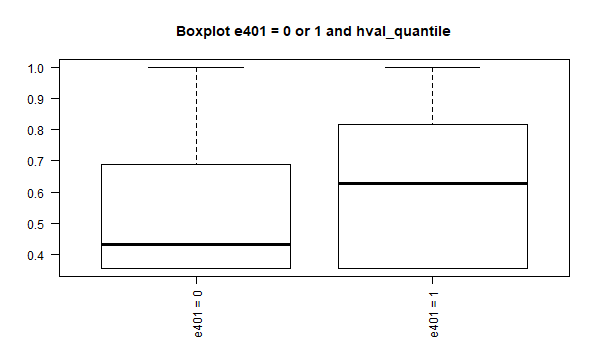 Boxplot e401 = 0 or 1 and hval_quantile
1.0
0.9
0.8
0.7
0.6
0.5
0.4
e401 = 0
e401 = 1